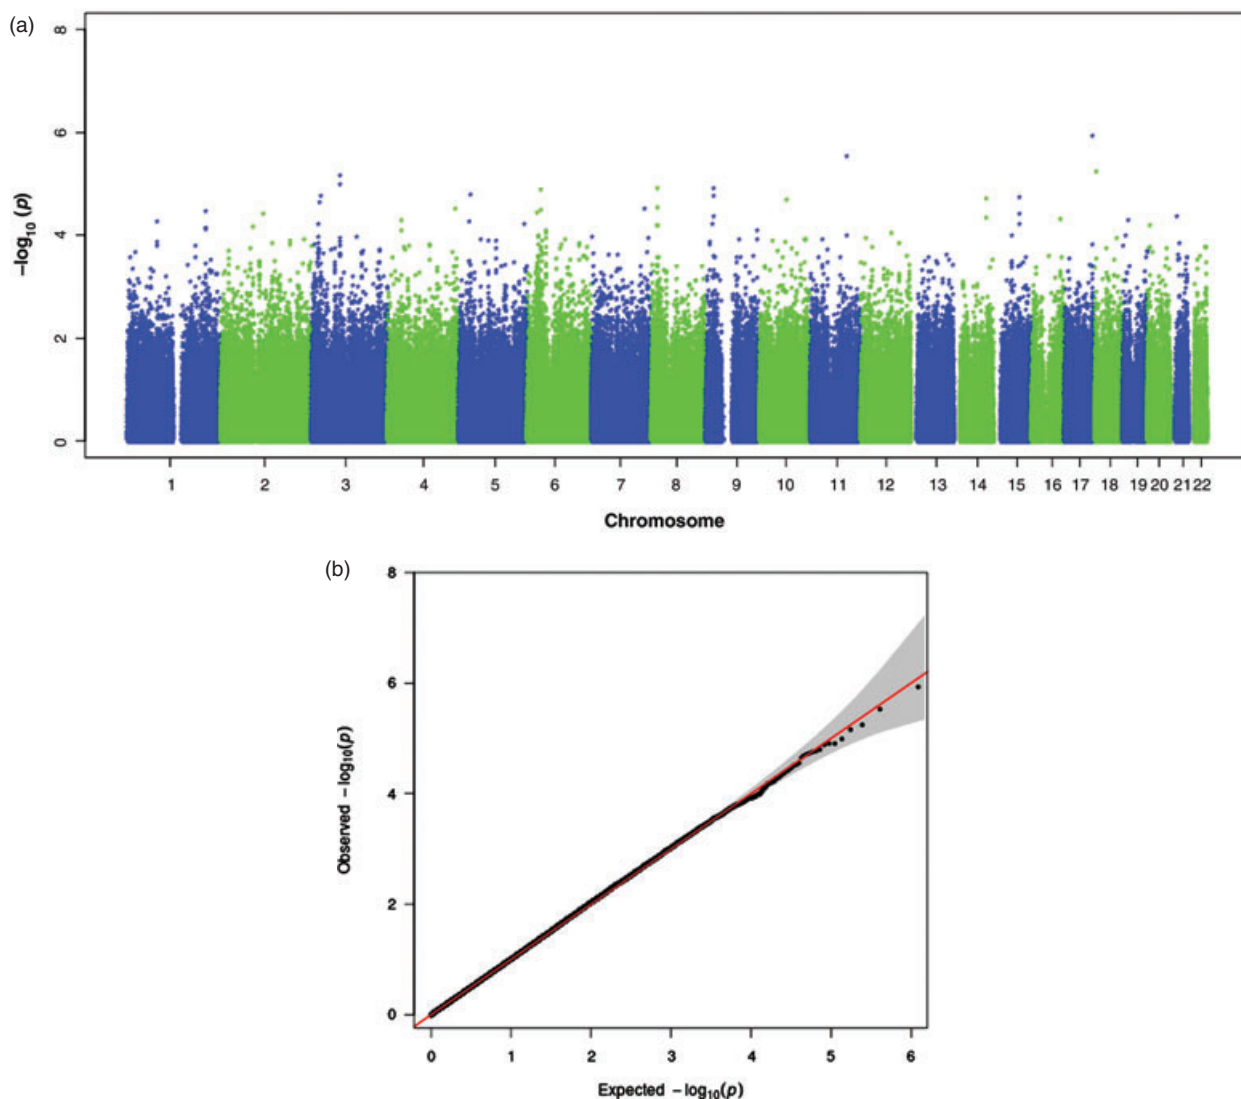 (a)
8
6
4
2
0
−log10 (p)
1 2 3 4 5 6 7 8 9 10 11 12 13 14 15 16 17 18 19 20 21 22
Chromosome
(b)
8
6
4
2
0
Observed −log10(p)
0 1 2 3 4 5 6
Expected −log10(p)